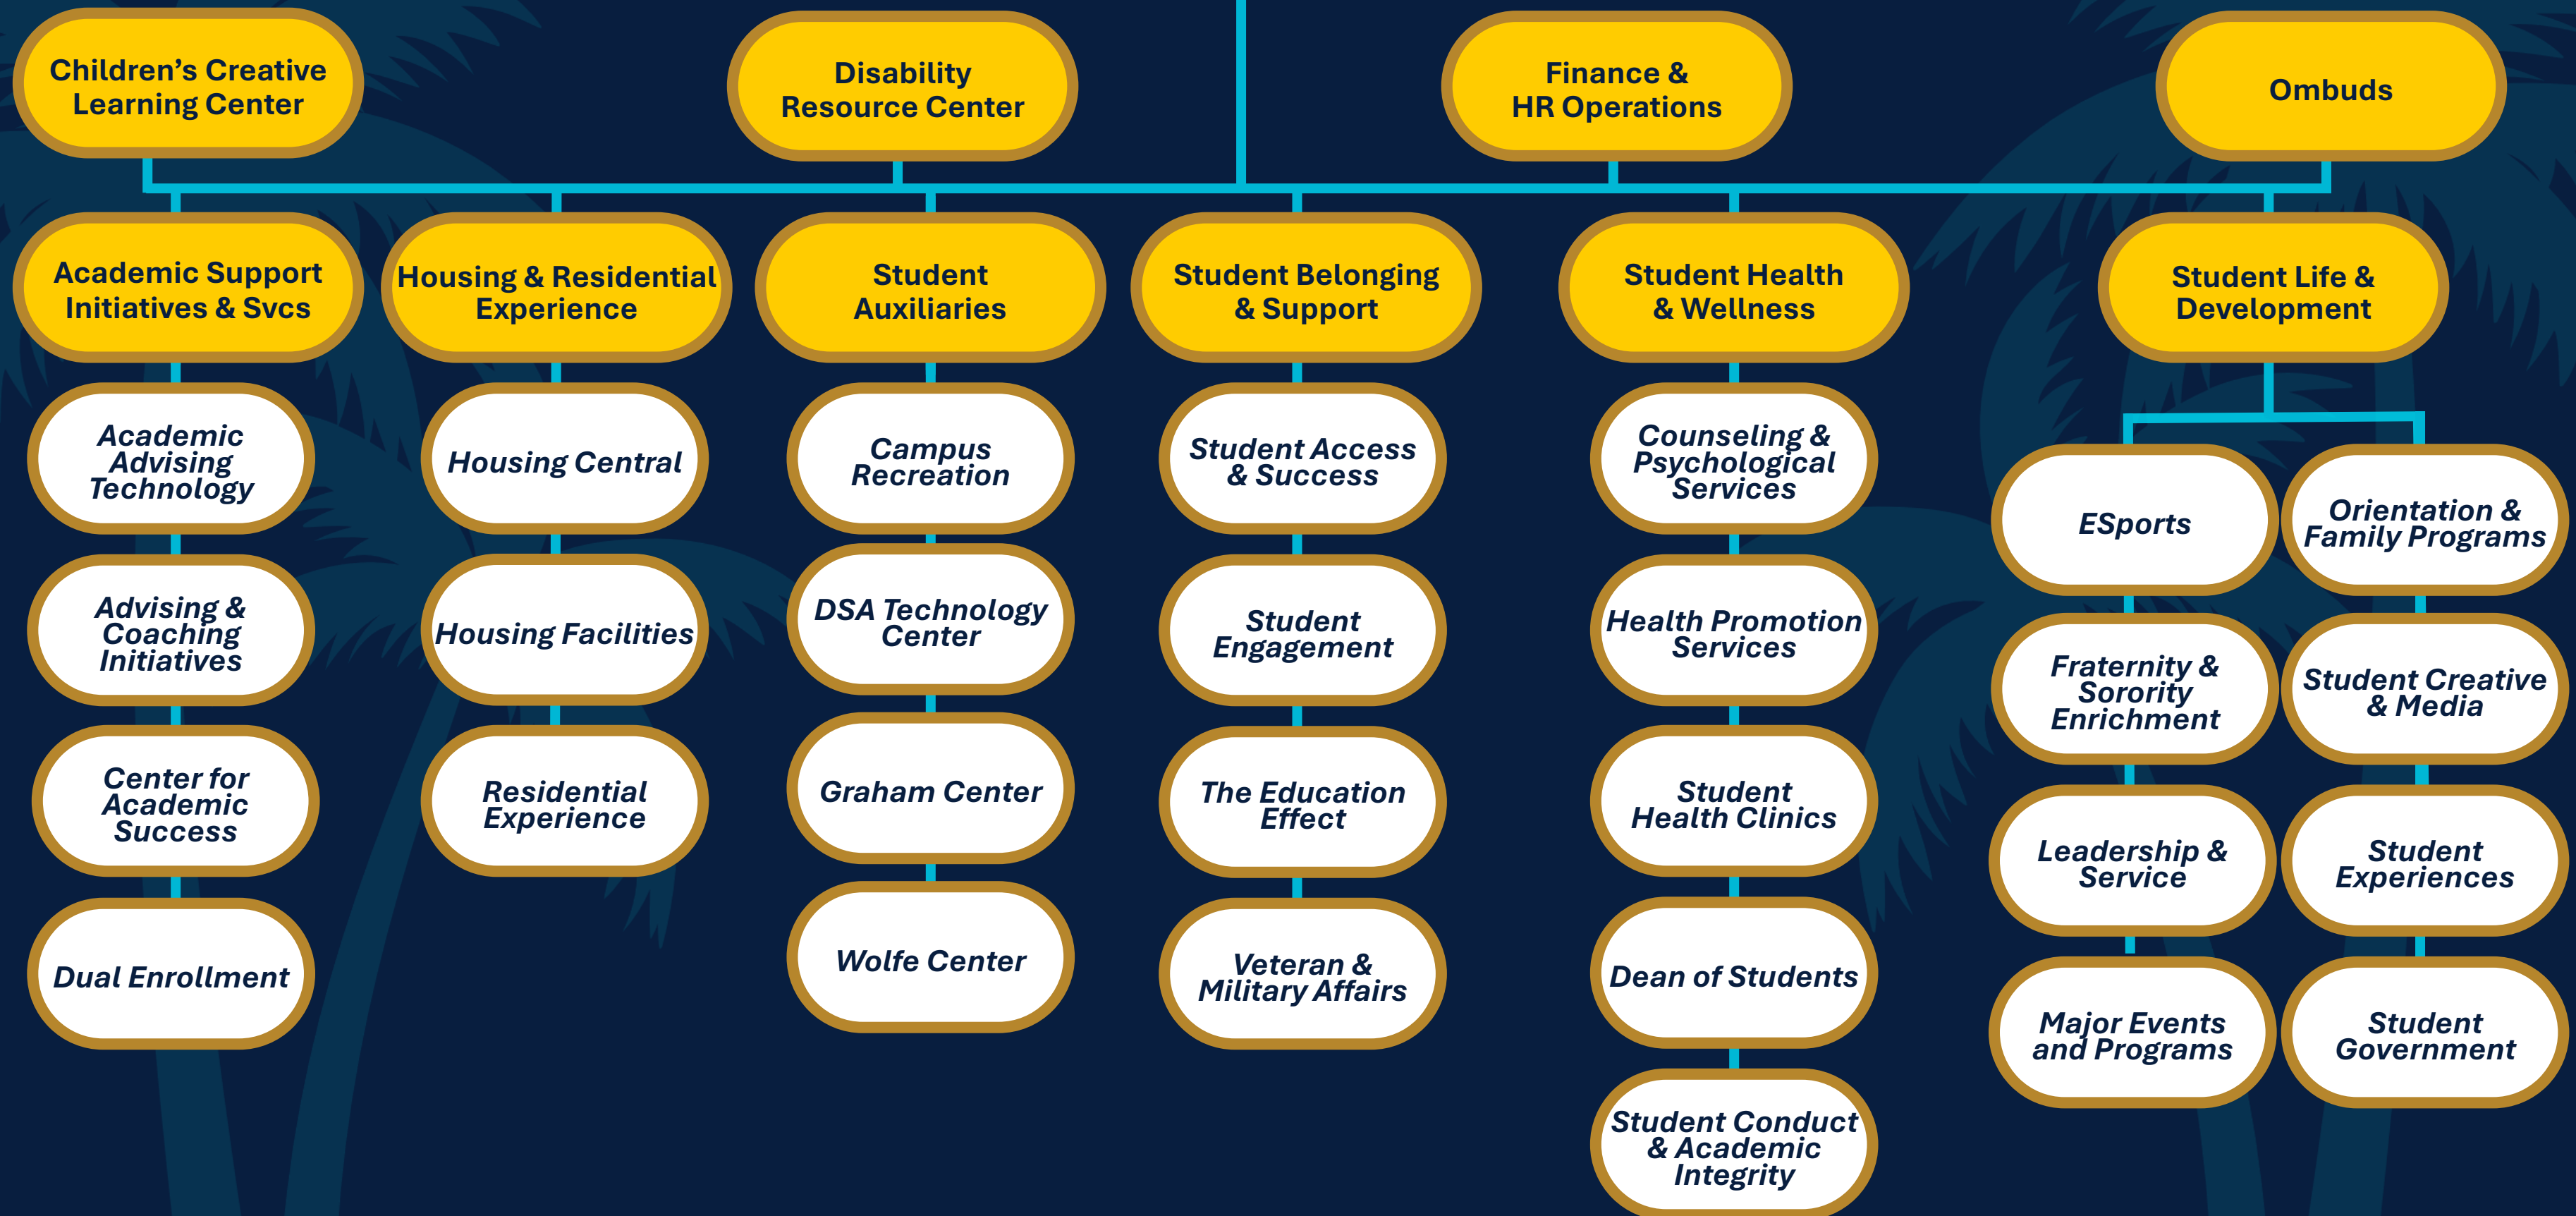 Children’s Creative
Learning Center
Disability
Resource Center
Finance &
HR Operations
Ombuds
Academic Support
Initiatives & Svcs
Housing & Residential
Experience
Student
Auxiliaries
Student Belonging
& Support
Student Health
& Wellness
Student Life &
Development
Academic
Advising
Technology
Advising &
Coaching
Initiatives
Center for
Academic
Success
Dual Enrollment
Housing Central
Housing Facilities
Residential
Experience
Campus
Recreation
DSA Technology
Center
Graham Center
Wolfe Center
Student Access
& Success
Student
Engagement
The Education
Effect
Veteran &
Military Affairs
Counseling &
Psychological
Services
Health Promotion
Services
Student
Health Clinics
Dean of Students
Student Conduct
& Academic
Integrity
ESports
Fraternity &
Sorority
Enrichment
Leadership &
Service
Major Events
and Programs
Orientation &
Family Programs
Student Creative
& Media
Student
Experiences
Student
Government